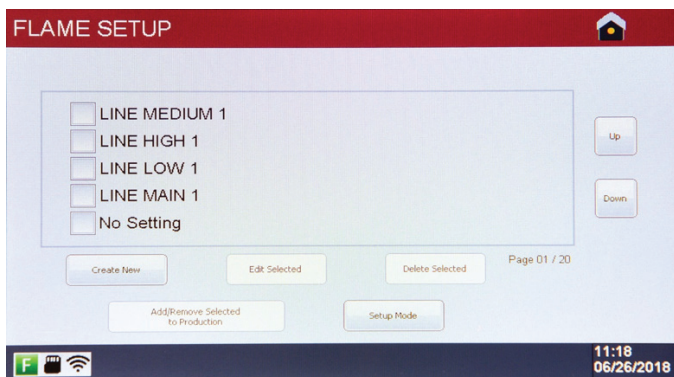 FLAME SETUP
LINE MEDIUM 1
LINE HIGH 1
LINE LOW 1
LINE MAIN 1
No Setting
Up
Down
Create New
Edit Selected
Delete Selected
Page 01 / 20
Add/Remove Selected
to Production
Setup Mode
F
11:18
06/26/2018